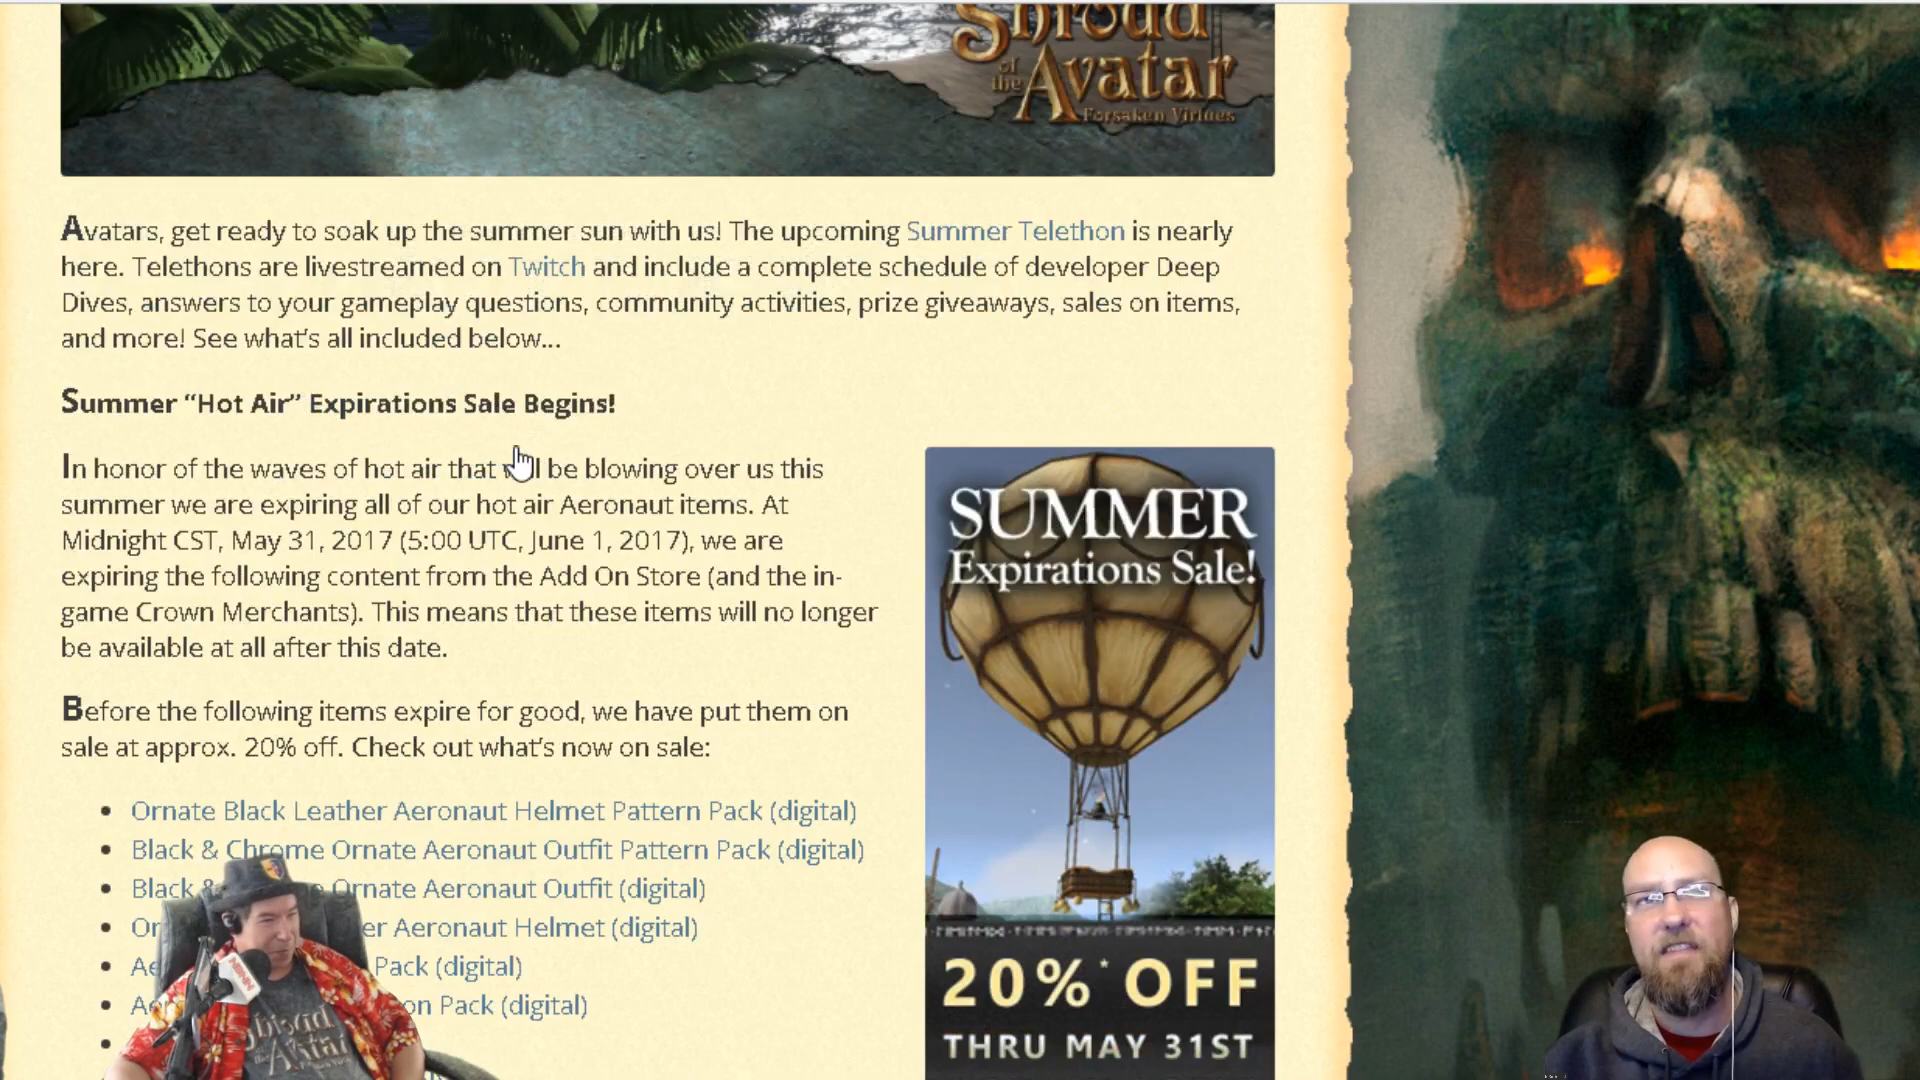 Shroud
of
the Avatar
Forsaken Virtues
Avatars, get ready to soak up the summer sun with us! The upcoming Summer Telethon is nearly
here. Telethons are livestreamed on Twitch and include a complete schedule of developer Deep
Dives, answers to your gameplay questions, community activities, prize giveaways, sales on items,
and more! See what's all included below...
Summer “Hot Air” Expirations Sale Begins!
In honor of the waves of hot air that will be blowing over us this
summer we are expiring all of our hot air Aeronaut items. At
Midnight CST, May 31, 2017 (5:00 UTC, June 1, 2017), we are
expiring the following content from the Add On Store (and the in-
game Crown Merchants). This means that these items will no longer
be available at all after this date.
Before the following items expire for good, we have put them on
sale at approx. 20% off. Check out what's now on sale:
• Ornate Black Leather Aeronaut Helmet Pattern Pack (digital)
• Black & Chrome Ornate Aeronaut Outfit Pattern Pack (digital)
• Black & Ornate Aeronaut Outfit (digital)
• Aeronaut Helmet (digital)
• Pack (digital)
• Pack (digital)
SUMMER
Expirations Sale!
20%* OFF
THRU MAY 31ST
Shroud
of the Avatar